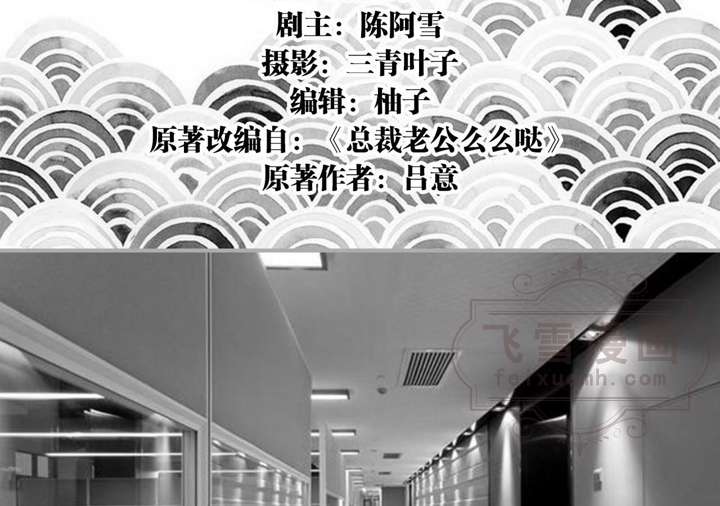 剧主：陈阿雪
摄影：三青叶子
编辑：柚子
原著改编自：《总裁老公么么哒》
原著作者：吕意
飞雪漫画
feixuemh.com